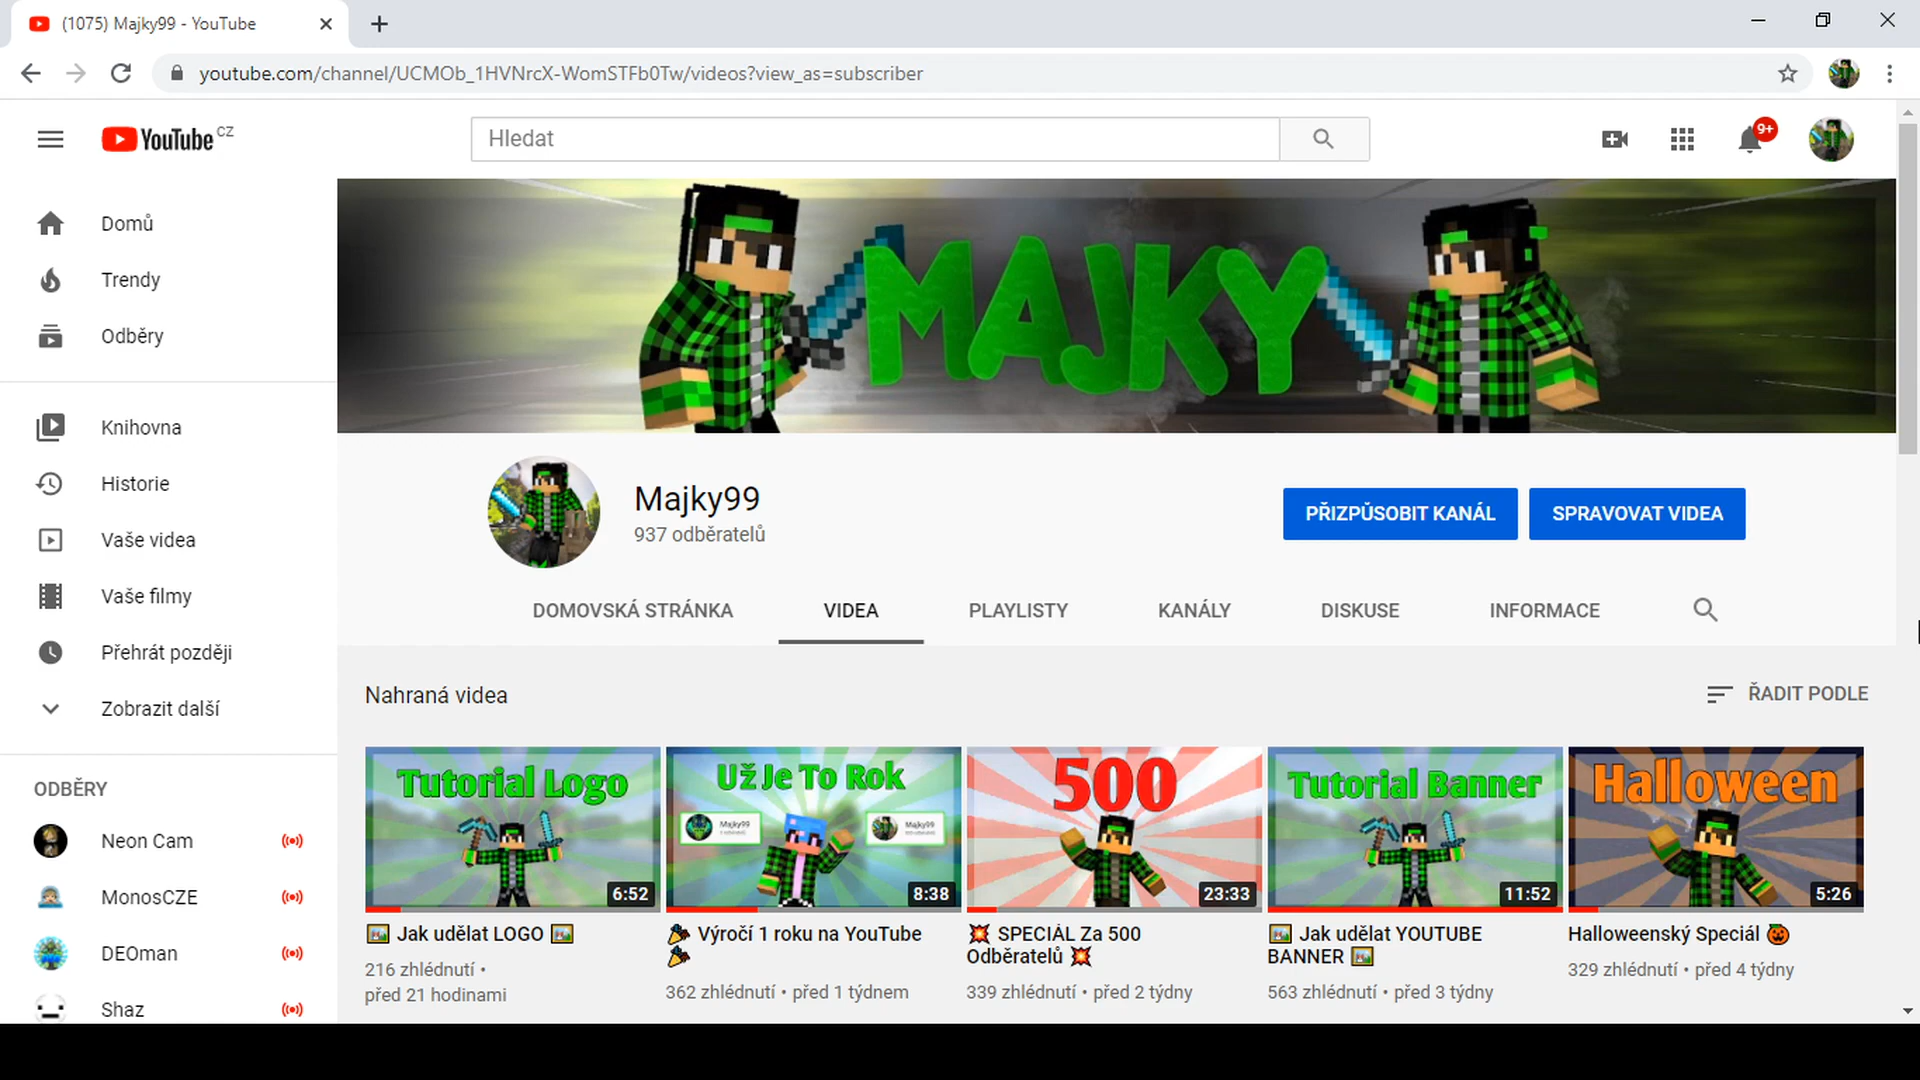 (1075) Majky99 - YouTube
youtube.com/channel/UCMOb_1HVNrcX-WomSTFb0Tw/videos?view_as=subscriber
YouTube CZ
Hledat
9+
Domů
Trendy
Odběry
Knihovna
Historie
Vaše videa
Vaše filmy
Přehrát později
Zobrazit další
ODBĚRY
Neon Cam
MonosCZE
DEOman
Shaz
MAJKY
Majky99
937 odběratelů
PŘIZPŮSOBIT KANÁL
SPRAVOVAT VIDEA
DOMOVSKÁ STRÁNKA
VIDEA
PLAYLISTY
KANÁLY
DISKUSE
INFORMACE
Nahraná videa
ŘADIT PODLE
Tutorial Logo
6:52
Jak udělat LOGO
216 zhlédnutí •
před 21 hodinami
Už Je To Rok
Majky99
Majky99
8:38
Výročí 1 roku na YouTube
362 zhlédnutí • před 1 týdnem
500
23:33
SPECIÁL Za 500
Odběratelů
339 zhlédnutí • před 2 týdny
Tutorial Banner
11:52
Jak udělat YOUTUBE
BANNER
563 zhlédnutí • před 3 týdny
Halloween
5:26
Halloweenský Speciál
329 zhlédnutí • před 4 týdny